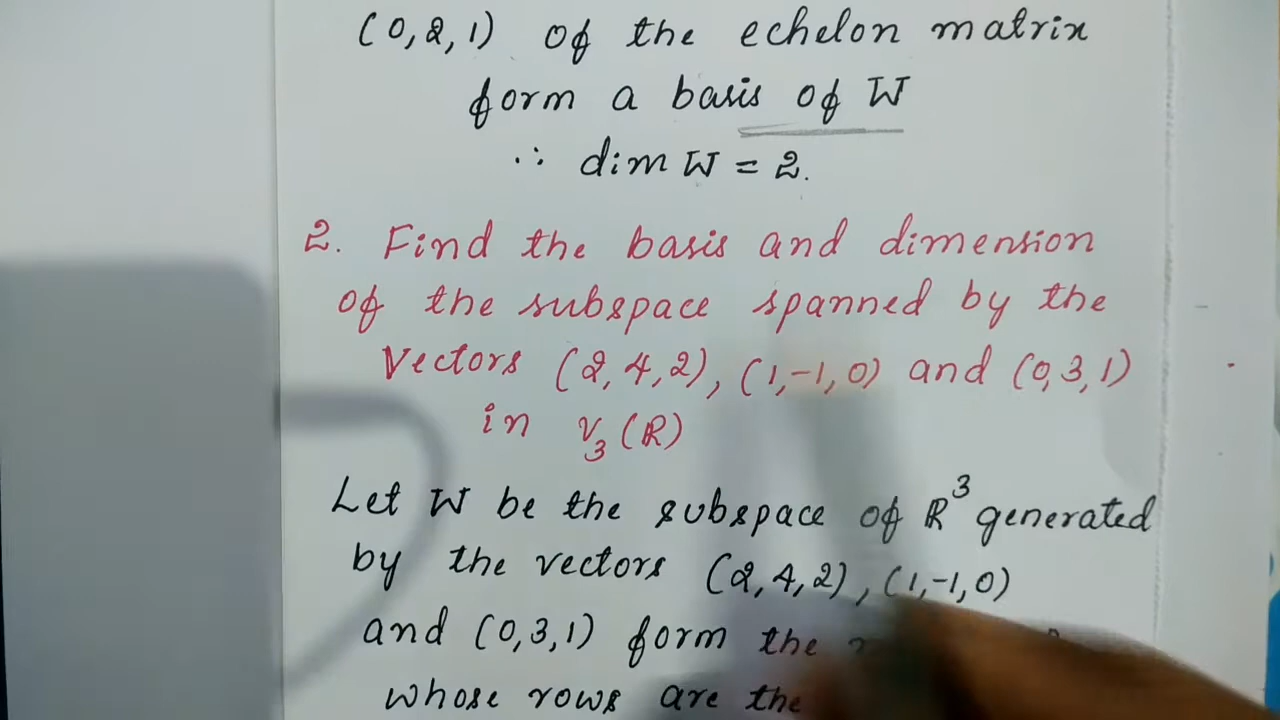 (0,2,1) of the echelon matrix
form a basis of W
∴ dim W = 2.
2. Find the basis and dimension
of the subspace spanned by the
Vectors (2,4,2), (1,-1,0) and (0,3,1)
in V₃(R)
Let W be the subspace of R³ generated
by the vectors (2,4,2), (1,-1,0)
and (0,3,1) form the
whose rows are the